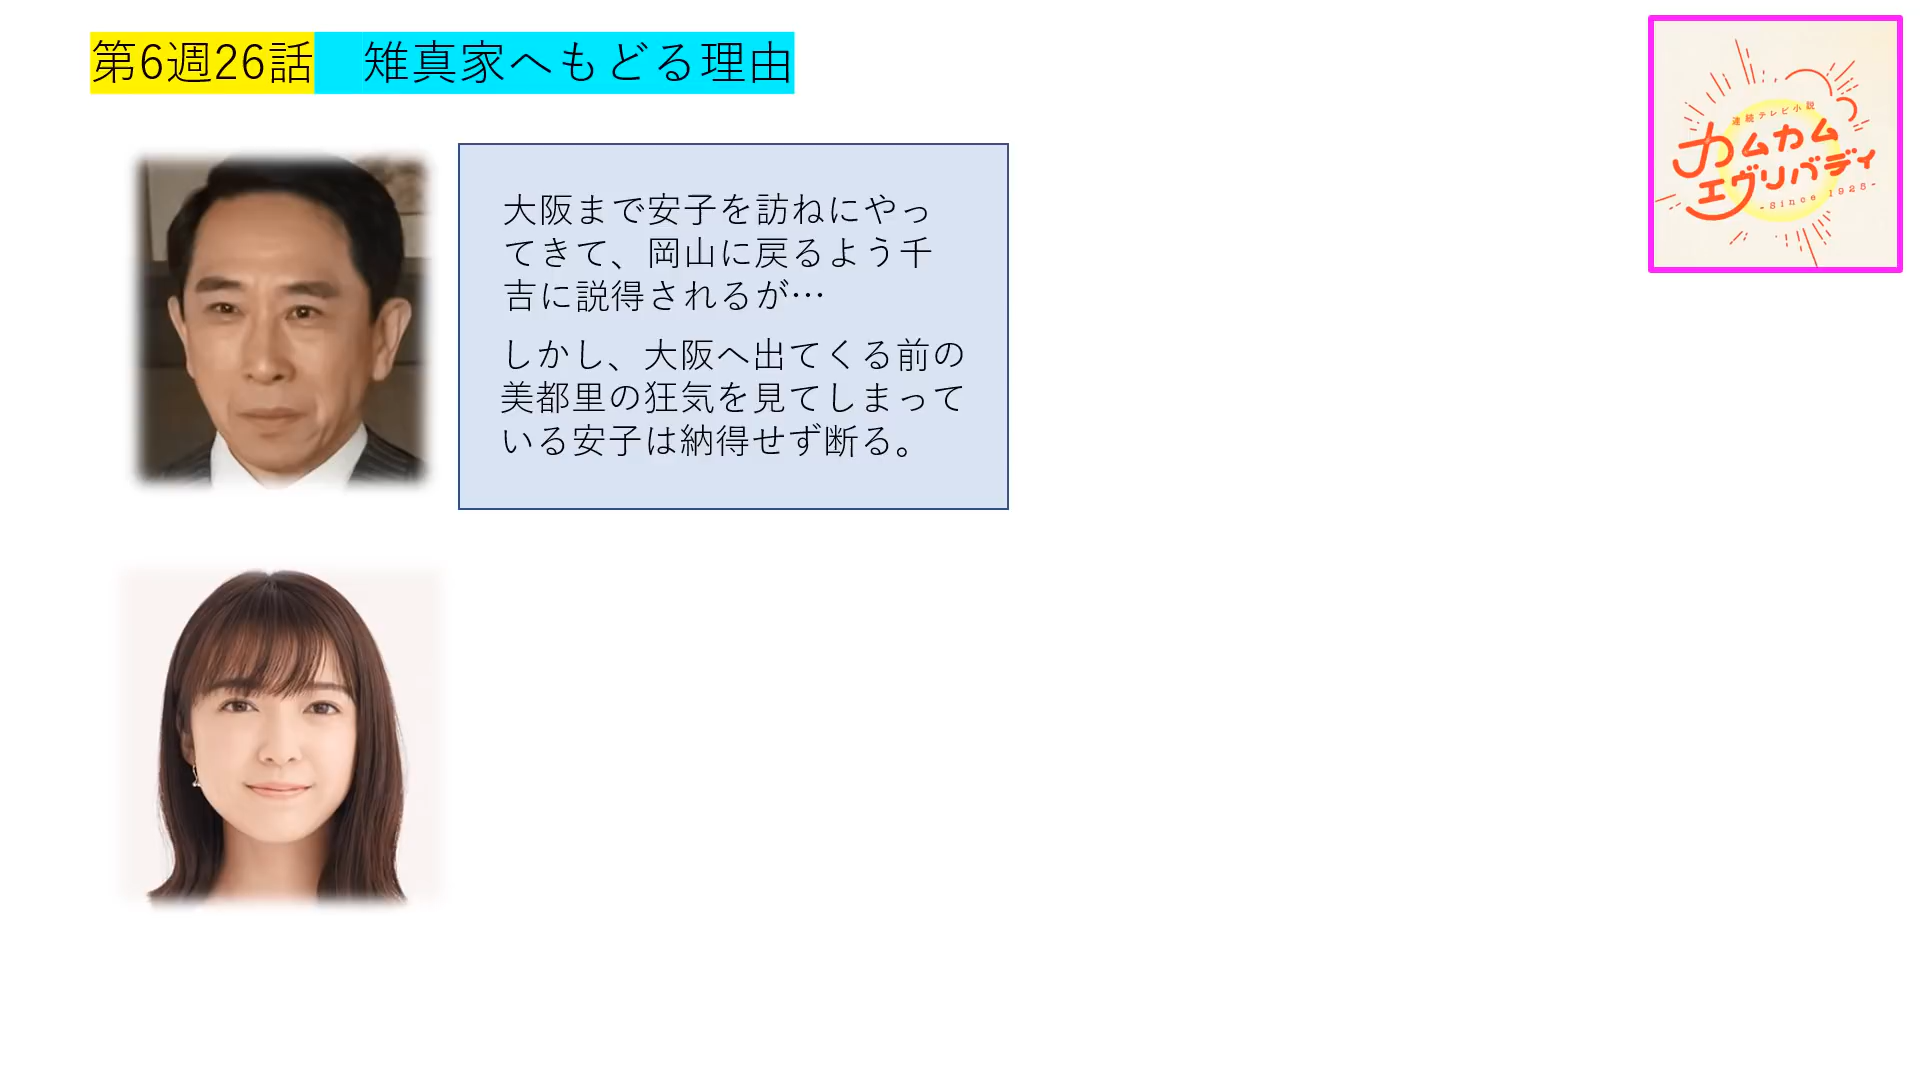 第6週26話　雉真家へもどる理由
連続テレビ小説
カムカム
エヴリバディ
-Since 1925-
大阪まで安子を訪ねにやっ
てきて、岡山に戻るよう千
吉に説得されるが…
しかし、大阪へ出てくる前の
美都里の狂気を見てしまって
いる安子は納得せず断る。